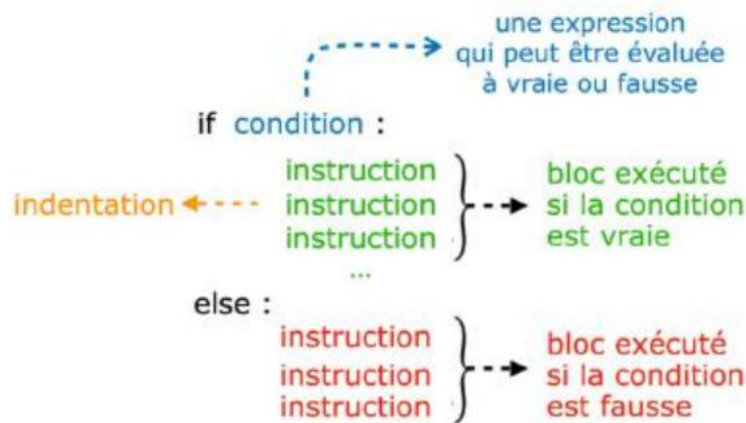 une expression
qui peut être évaluée
à vraie ou fausse
if condition :
instruction
instruction
instruction
...
indentation
bloc exécuté
si la condition
est vraie
else :
instruction
instruction
instruction
bloc exécuté
si la condition
est fausse